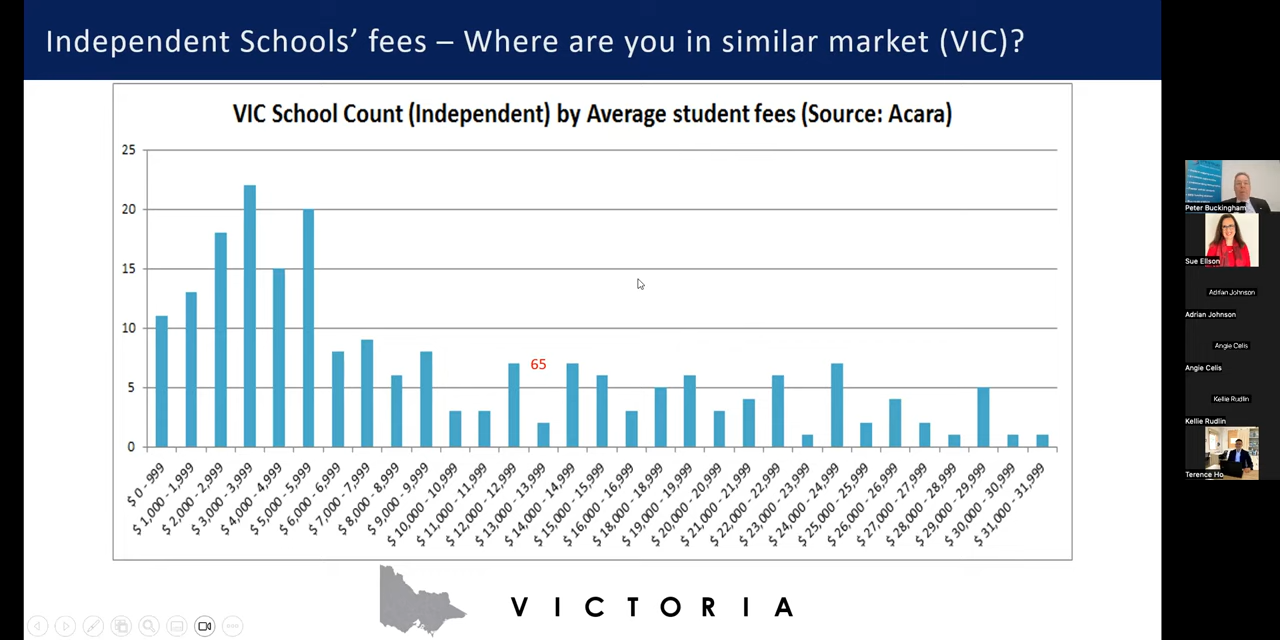 Independent Schools' fees – Where are you in similar market (VIC)?
VIC School Count (Independent) by Average student fees (Source: Acara)
25
20
15
10
5
0
65
$ 0 - 999
$ 1,000 - 1,999
$ 2,000 - 2,999
$ 3,000 - 3,999
$ 4,000 - 4,999
$ 5,000 - 5,999
$ 6,000 - 6,999
$ 7,000 - 7,999
$ 8,000 - 8,999
$ 9,000 - 9,999
$ 10,000 - 10,999
$ 11,000 - 11,999
$ 12,000 - 12,999
$ 13,000 - 13,999
$ 14,000 - 14,999
$ 15,000 - 15,999
$ 16,000 - 16,999
$ 18,000 - 18,999
$ 19,000 - 19,999
$ 20,000 - 20,999
$ 21,000 - 21,999
$ 22,000 - 22,999
$ 23,000 - 23,999
$ 24,000 - 24,999
$ 25,000 - 25,999
$ 26,000 - 26,999
$ 27,000 - 27,999
$ 28,000 - 28,999
$ 29,000 - 29,999
$ 30,000 - 30,999
$ 31,000 - 31,999
VICTORIA
Peter Buckingham
Sue Ellson
Adrian Johnson
Adrian Johnson
Angie Celis
Angie Celis
Kellie Rudlin
Kellie Rudlin
Terence Ho